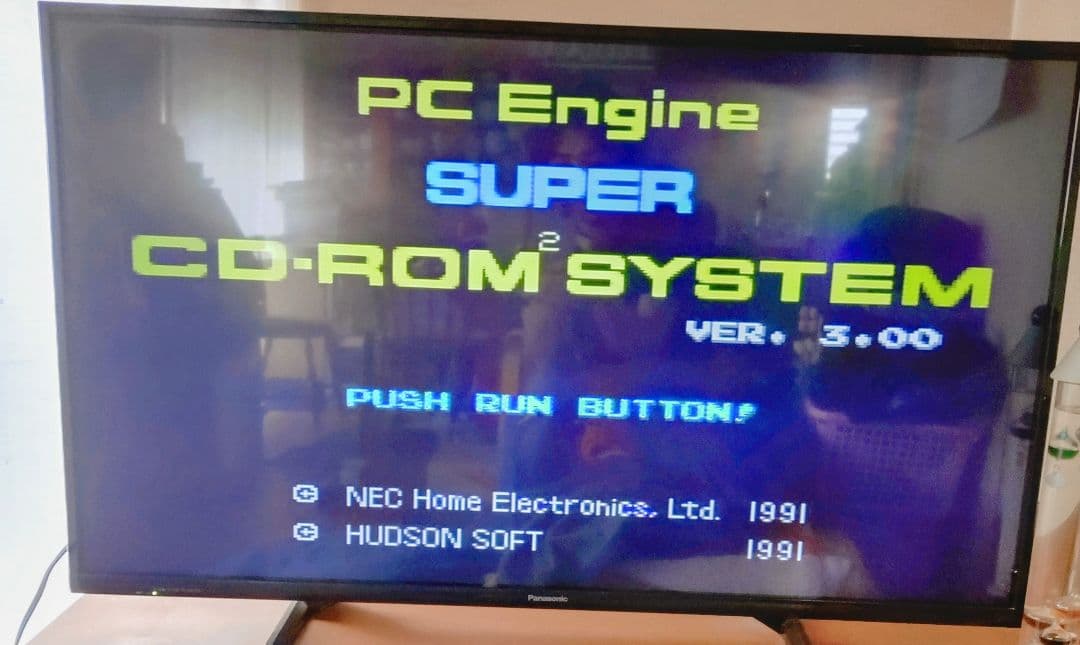 PC Engine
SUPER
CD-ROM² SYSTEM
VER. 3.00
PUSH RUN BUTTON!
© NEC Home Electronics, Ltd. 1991
© HUDSON SOFT 1991
Panasonic